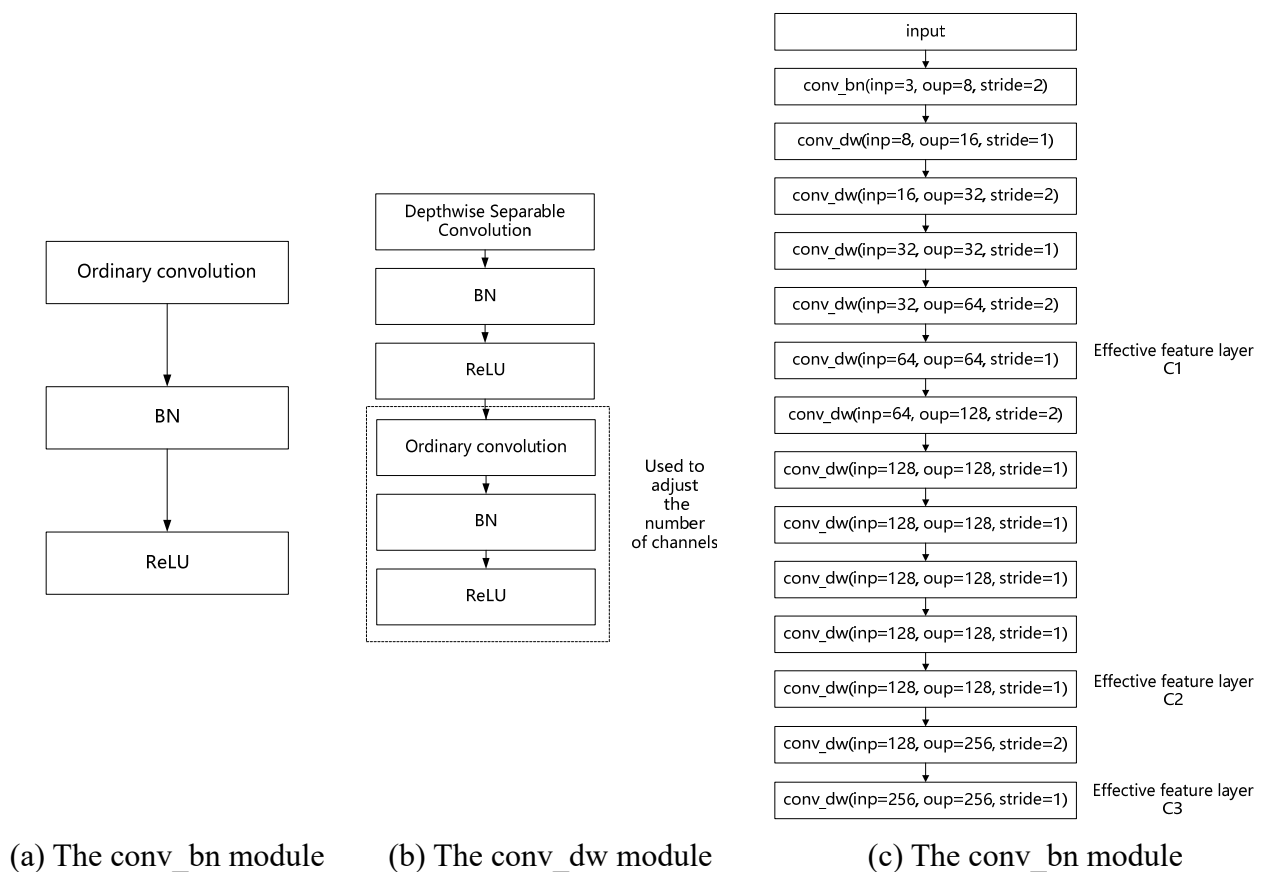 Ordinary convolution
BN
ReLU
(a) The conv_bn module
Depthwise Separable
Convolution
BN
ReLU
Ordinary convolution
BN
ReLU
Used to
adjust
the
number
of channels
(b) The conv_dw module
input
conv_bn(inp=3, oup=8, stride=2)
conv_dw(inp=8, oup=16, stride=1)
conv_dw(inp=16, oup=32, stride=2)
conv_dw(inp=32, oup=32, stride=1)
conv_dw(inp=32, oup=64, stride=2)
conv_dw(inp=64, oup=64, stride=1)
Effective feature layer
C1
conv_dw(inp=64, oup=128, stride=2)
conv_dw(inp=128, oup=128, stride=1)
conv_dw(inp=128, oup=128, stride=1)
conv_dw(inp=128, oup=128, stride=1)
conv_dw(inp=128, oup=128, stride=1)
conv_dw(inp=128, oup=128, stride=1)
Effective feature layer
C2
conv_dw(inp=128, oup=256, stride=2)
conv_dw(inp=256, oup=256, stride=1)
Effective feature layer
C3
(c) The conv_bn module